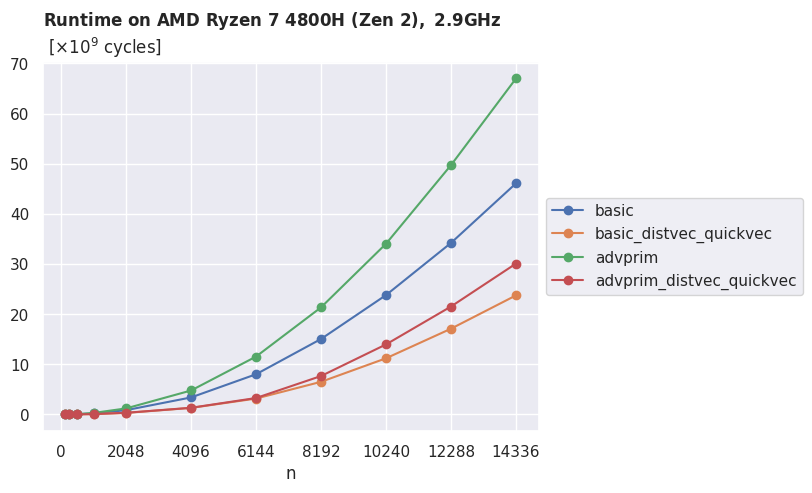 Runtime on AMD Ryzen 7 4800H (Zen 2), 2.9GHz
[×10⁹ cycles]
70
60
50
40
30
20
10
0
0 2048 4096 6144 8192 10240 12288 14336
n
basic
basic_distvec_quickvec
advprim
advprim_distvec_quickvec